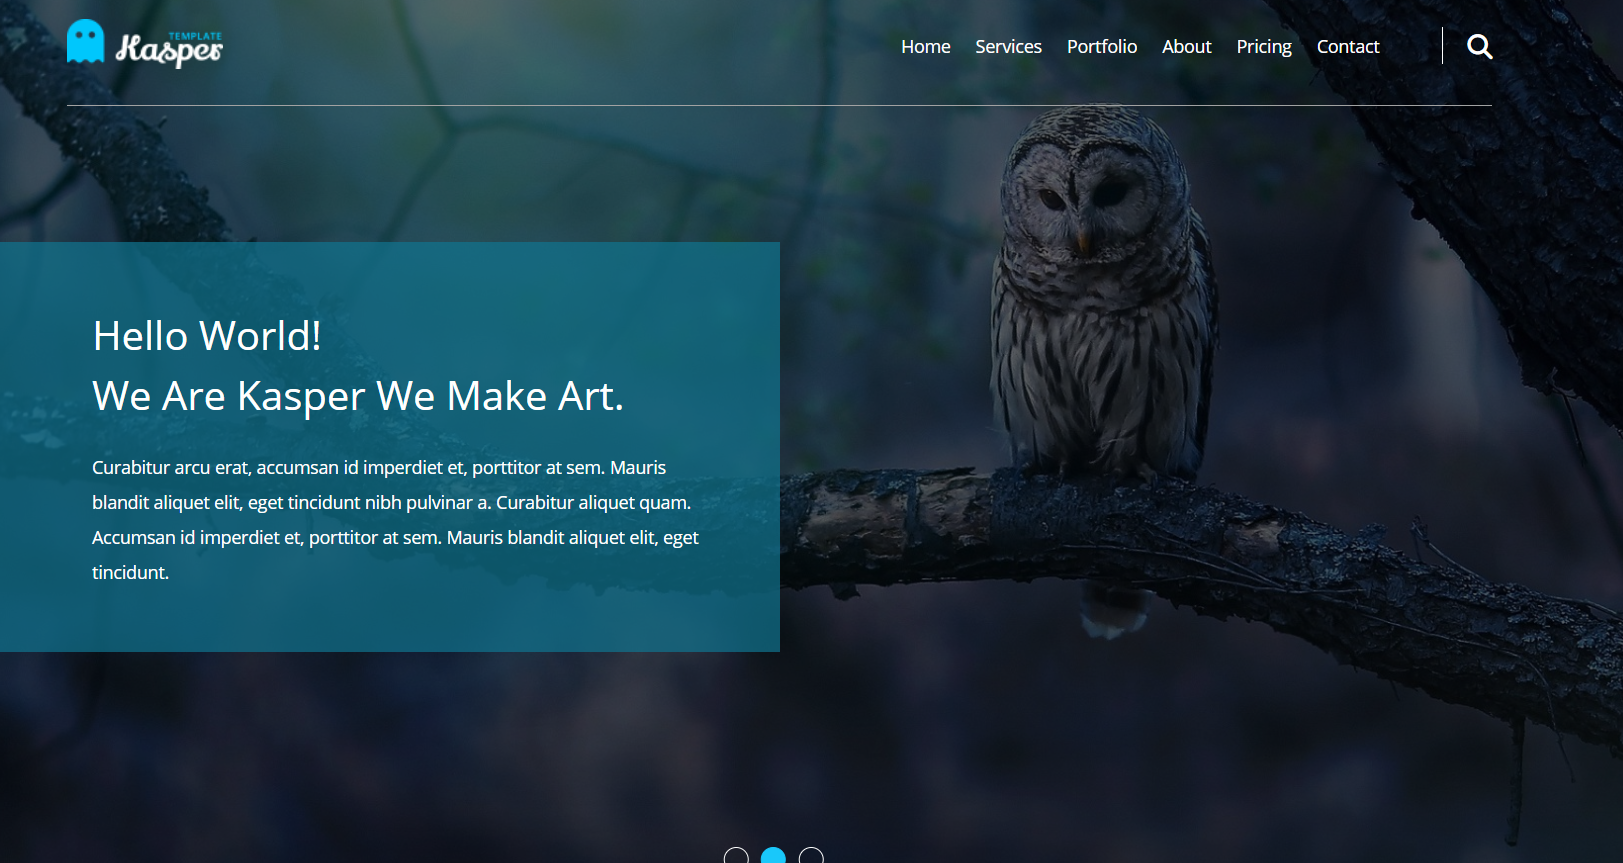 TEMPLATE
Kasper
Home Services Portfolio About Pricing Contact
Hello World!
We Are Kasper We Make Art.
Curabitur arcu erat, accumsan id imperdiet et, porttitor at sem. Mauris
blandit aliquet elit, eget tincidunt nibh pulvinar a. Curabitur aliquet quam.
Accumsan id imperdiet et, porttitor at sem. Mauris blandit aliquet elit, eget
tincidunt.